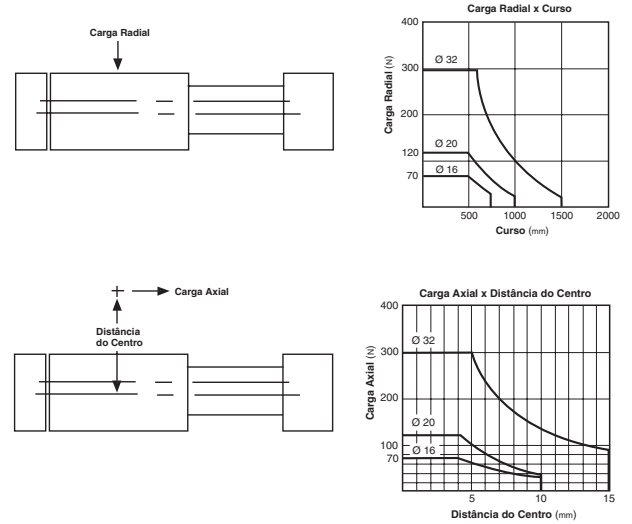 Carga Radial
Carga Radial x Curso
Carga Radial (N)
400
300
200
120
70
Ø 32
Ø 20
Ø 16
500
1000
1500
2000
Curso (mm)
Carga Axial
Distância
do Centro
Carga Axial x Distância do Centro
Carga Axial (N)
400
300
200
100
70
Ø 32
Ø 20
Ø 16
5
10
15
Distância do Centro (mm)